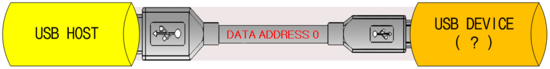 USB HOST
DATA ADDRESS 0
USB DEVICE
( ? )